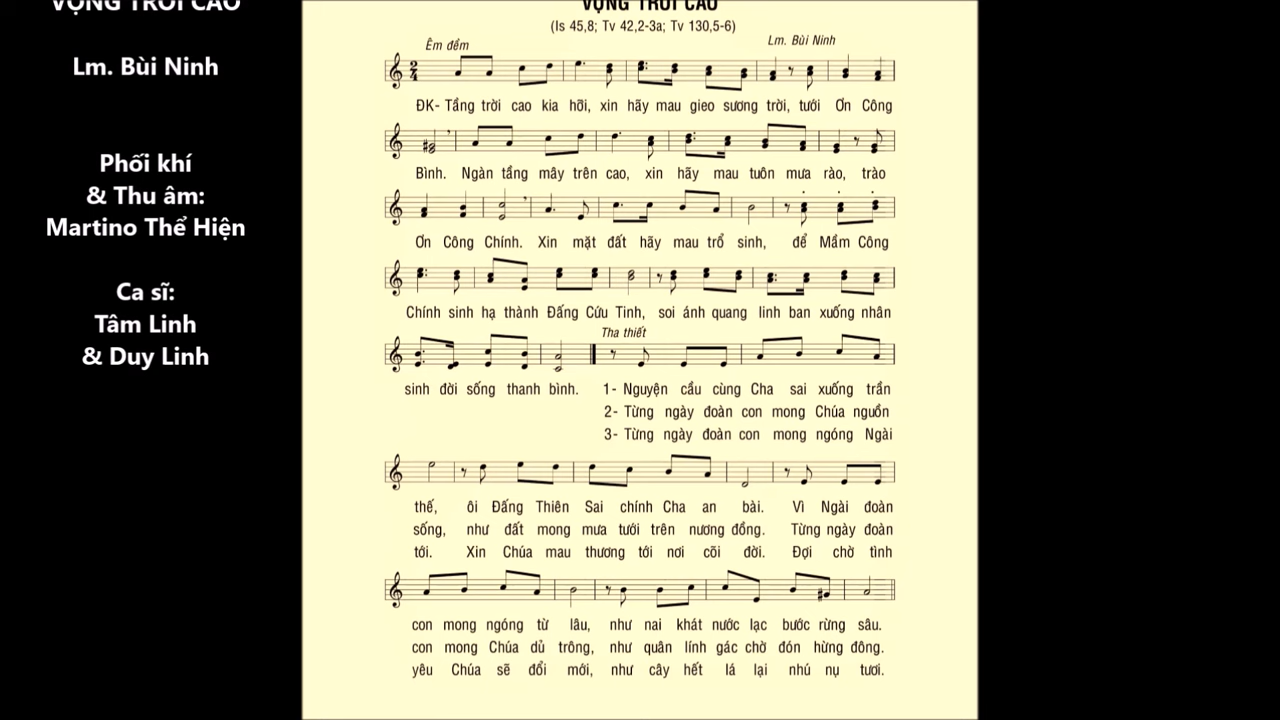 VỌNG TRỜI CAO
Lm. Bùi Ninh
Phối khí
& Thu âm:
Martino Thể Hiện
Ca sĩ:
Tâm Linh
& Duy Linh
VỌNG TRỜI CAO
(Is 45,8; Tv 42,2-3a; Tv 130,5-6)
Êm đềm
Lm. Bùi Ninh
2
4
ĐK- Tầng trời cao kia hỡi, xin hãy mau gieo sương trời, tưới Ơn Công
Bình. Ngàn tầng mây trên cao, xin hãy mau tuôn mưa rào, trào
Ơn Công Chính. Xin mặt đất hãy mau trổ sinh, để Mầm Công
Chính sinh hạ thành Đấng Cứu Tinh, soi ánh quang linh ban xuống nhân
Tha thiết
sinh đời sống thanh bình. 1- Nguyện cầu cùng Cha sai xuống trần
2- Từng ngày đoàn con mong Chúa nguồn
3- Từng ngày đoàn con mong ngóng Ngài
thế, ôi Đấng Thiên Sai chính Cha an bài. Vì Ngài đoàn
sống, như đất mong mưa tưới trên nương đồng. Từng ngày đoàn
tới. Xin Chúa mau thương tới nơi cõi đời. Đợi chờ tình
con mong ngóng từ lâu, như nai khát nước lạc bước rừng sâu.
con mong Chúa dủ trông, như quân lính gác chờ đón hừng đông.
yêu Chúa sẽ đổi mới, như cây hết lá lại nhú nụ tươi.